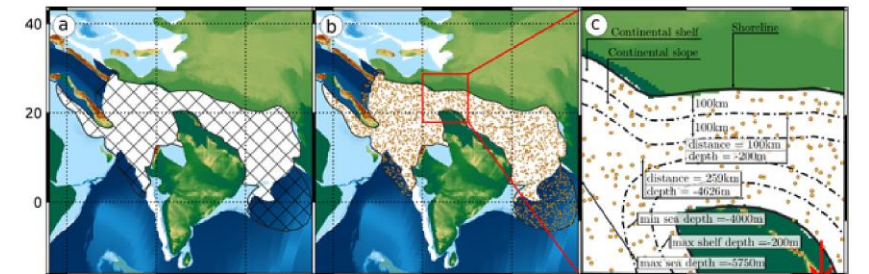 a
b
c
40
20
0
Continental shelf
Shoreline
Continental slope
100km
100km
distance = 100km
depth = -200m
distance = 259km
depth = -4626m
min sea depth =-4000m
max shelf depth =-200m
max sea depth =-5750m